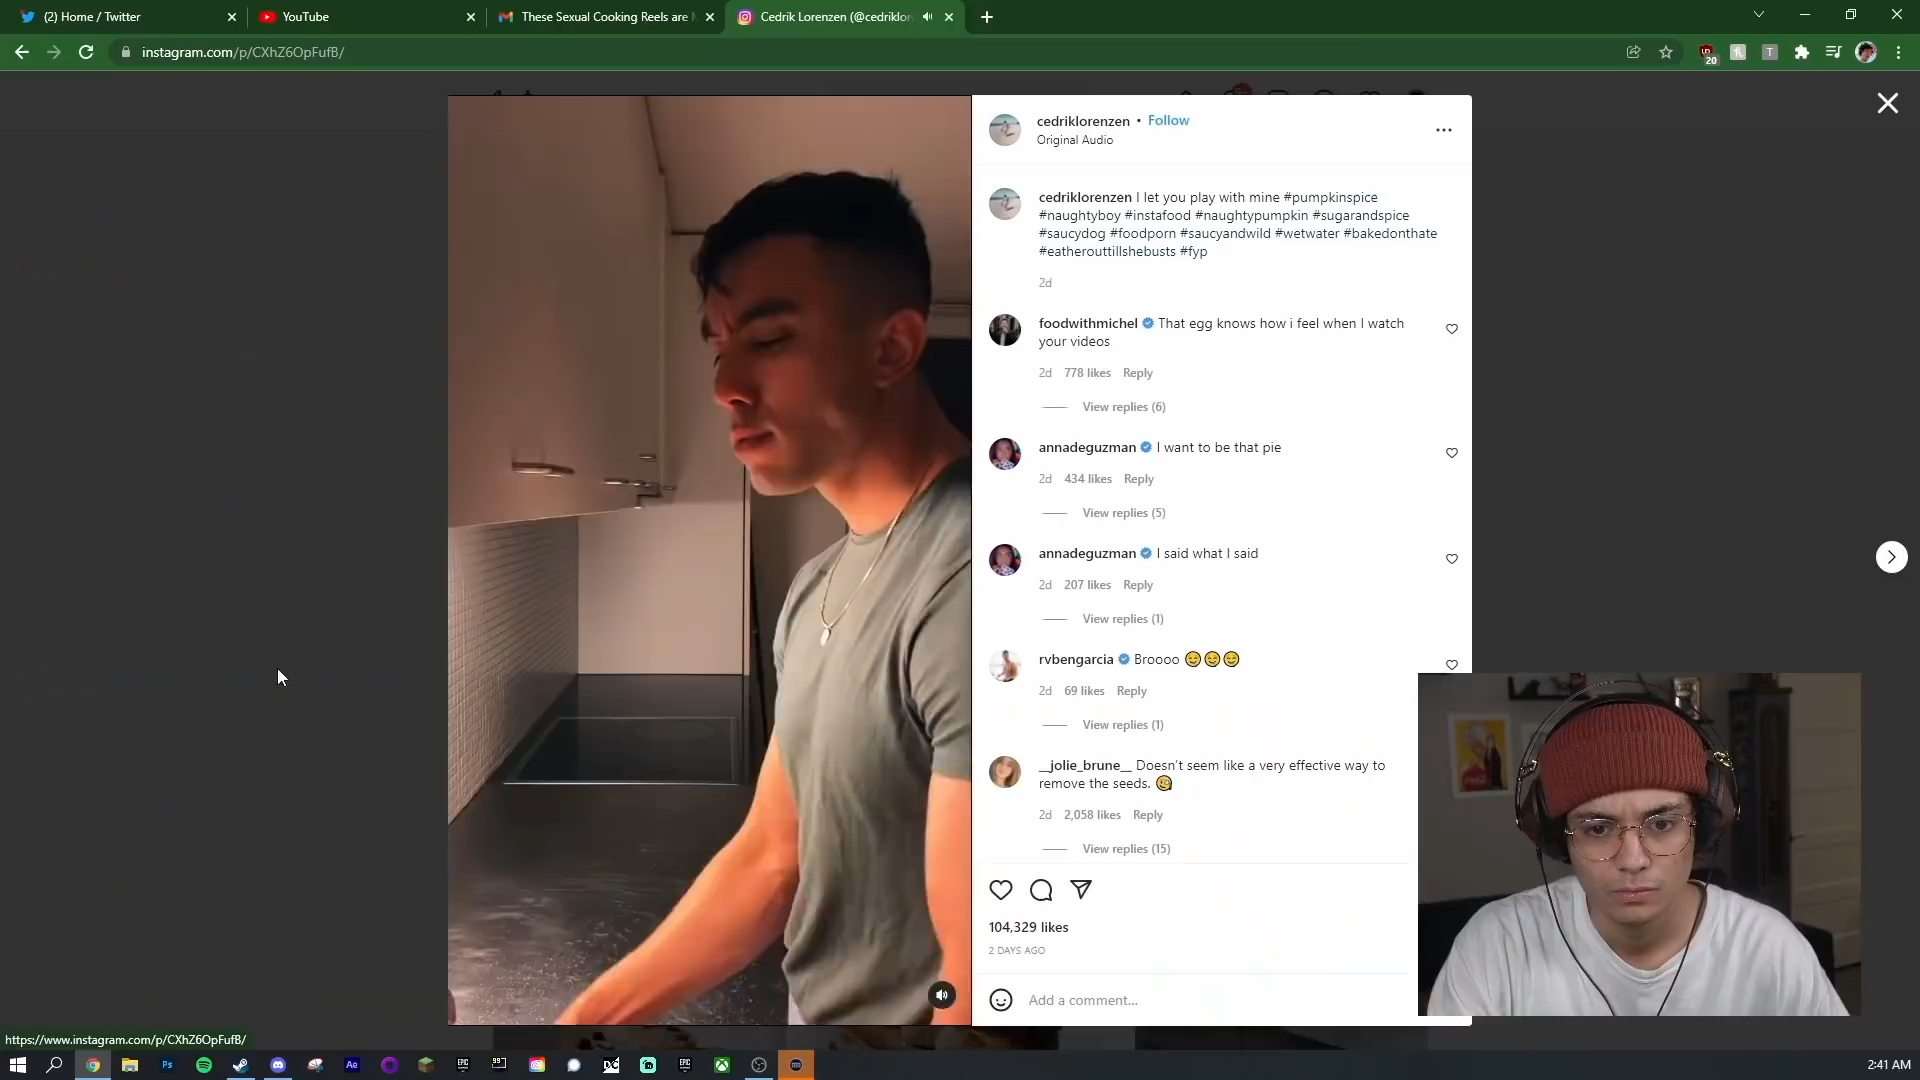 (2) Home / Twitter
YouTube
These Sexual Cooking Reels are
Cedrik Lorenzen (@cedriklor
instagram.com/p/CXhZ6OpFufB/
20
T
cedriklorenzen • Follow
Original Audio
cedriklorenzen I let you play with mine #pumpkinspice
#naughtyboy #instafood #naughtypumpkin #sugarandspice
#saucydog #foodporn #saucyandwild #wetwater #bakedonthate
#eatherouttillshebusts #fyp
2d
foodwithmichel That egg knows how i feel when I watch
your videos
2d 778 likes Reply
View replies (6)
annadeguzman I want to be that pie
2d 434 likes Reply
View replies (5)
annadeguzman I said what I said
2d 207 likes Reply
View replies (1)
rvbengarcia Broooo 😏😏😏
2d 69 likes Reply
View replies (1)
__jolie_brune__ Doesn't seem like a very effective way to
remove the seeds. 🧐
2d 2,058 likes Reply
View replies (15)
104,329 likes
2 DAYS AGO
Add a comment...
https://www.instagram.com/p/CXhZ6OpFufB/
Ps
Ae
EPIC
EPIC
2:41 AM